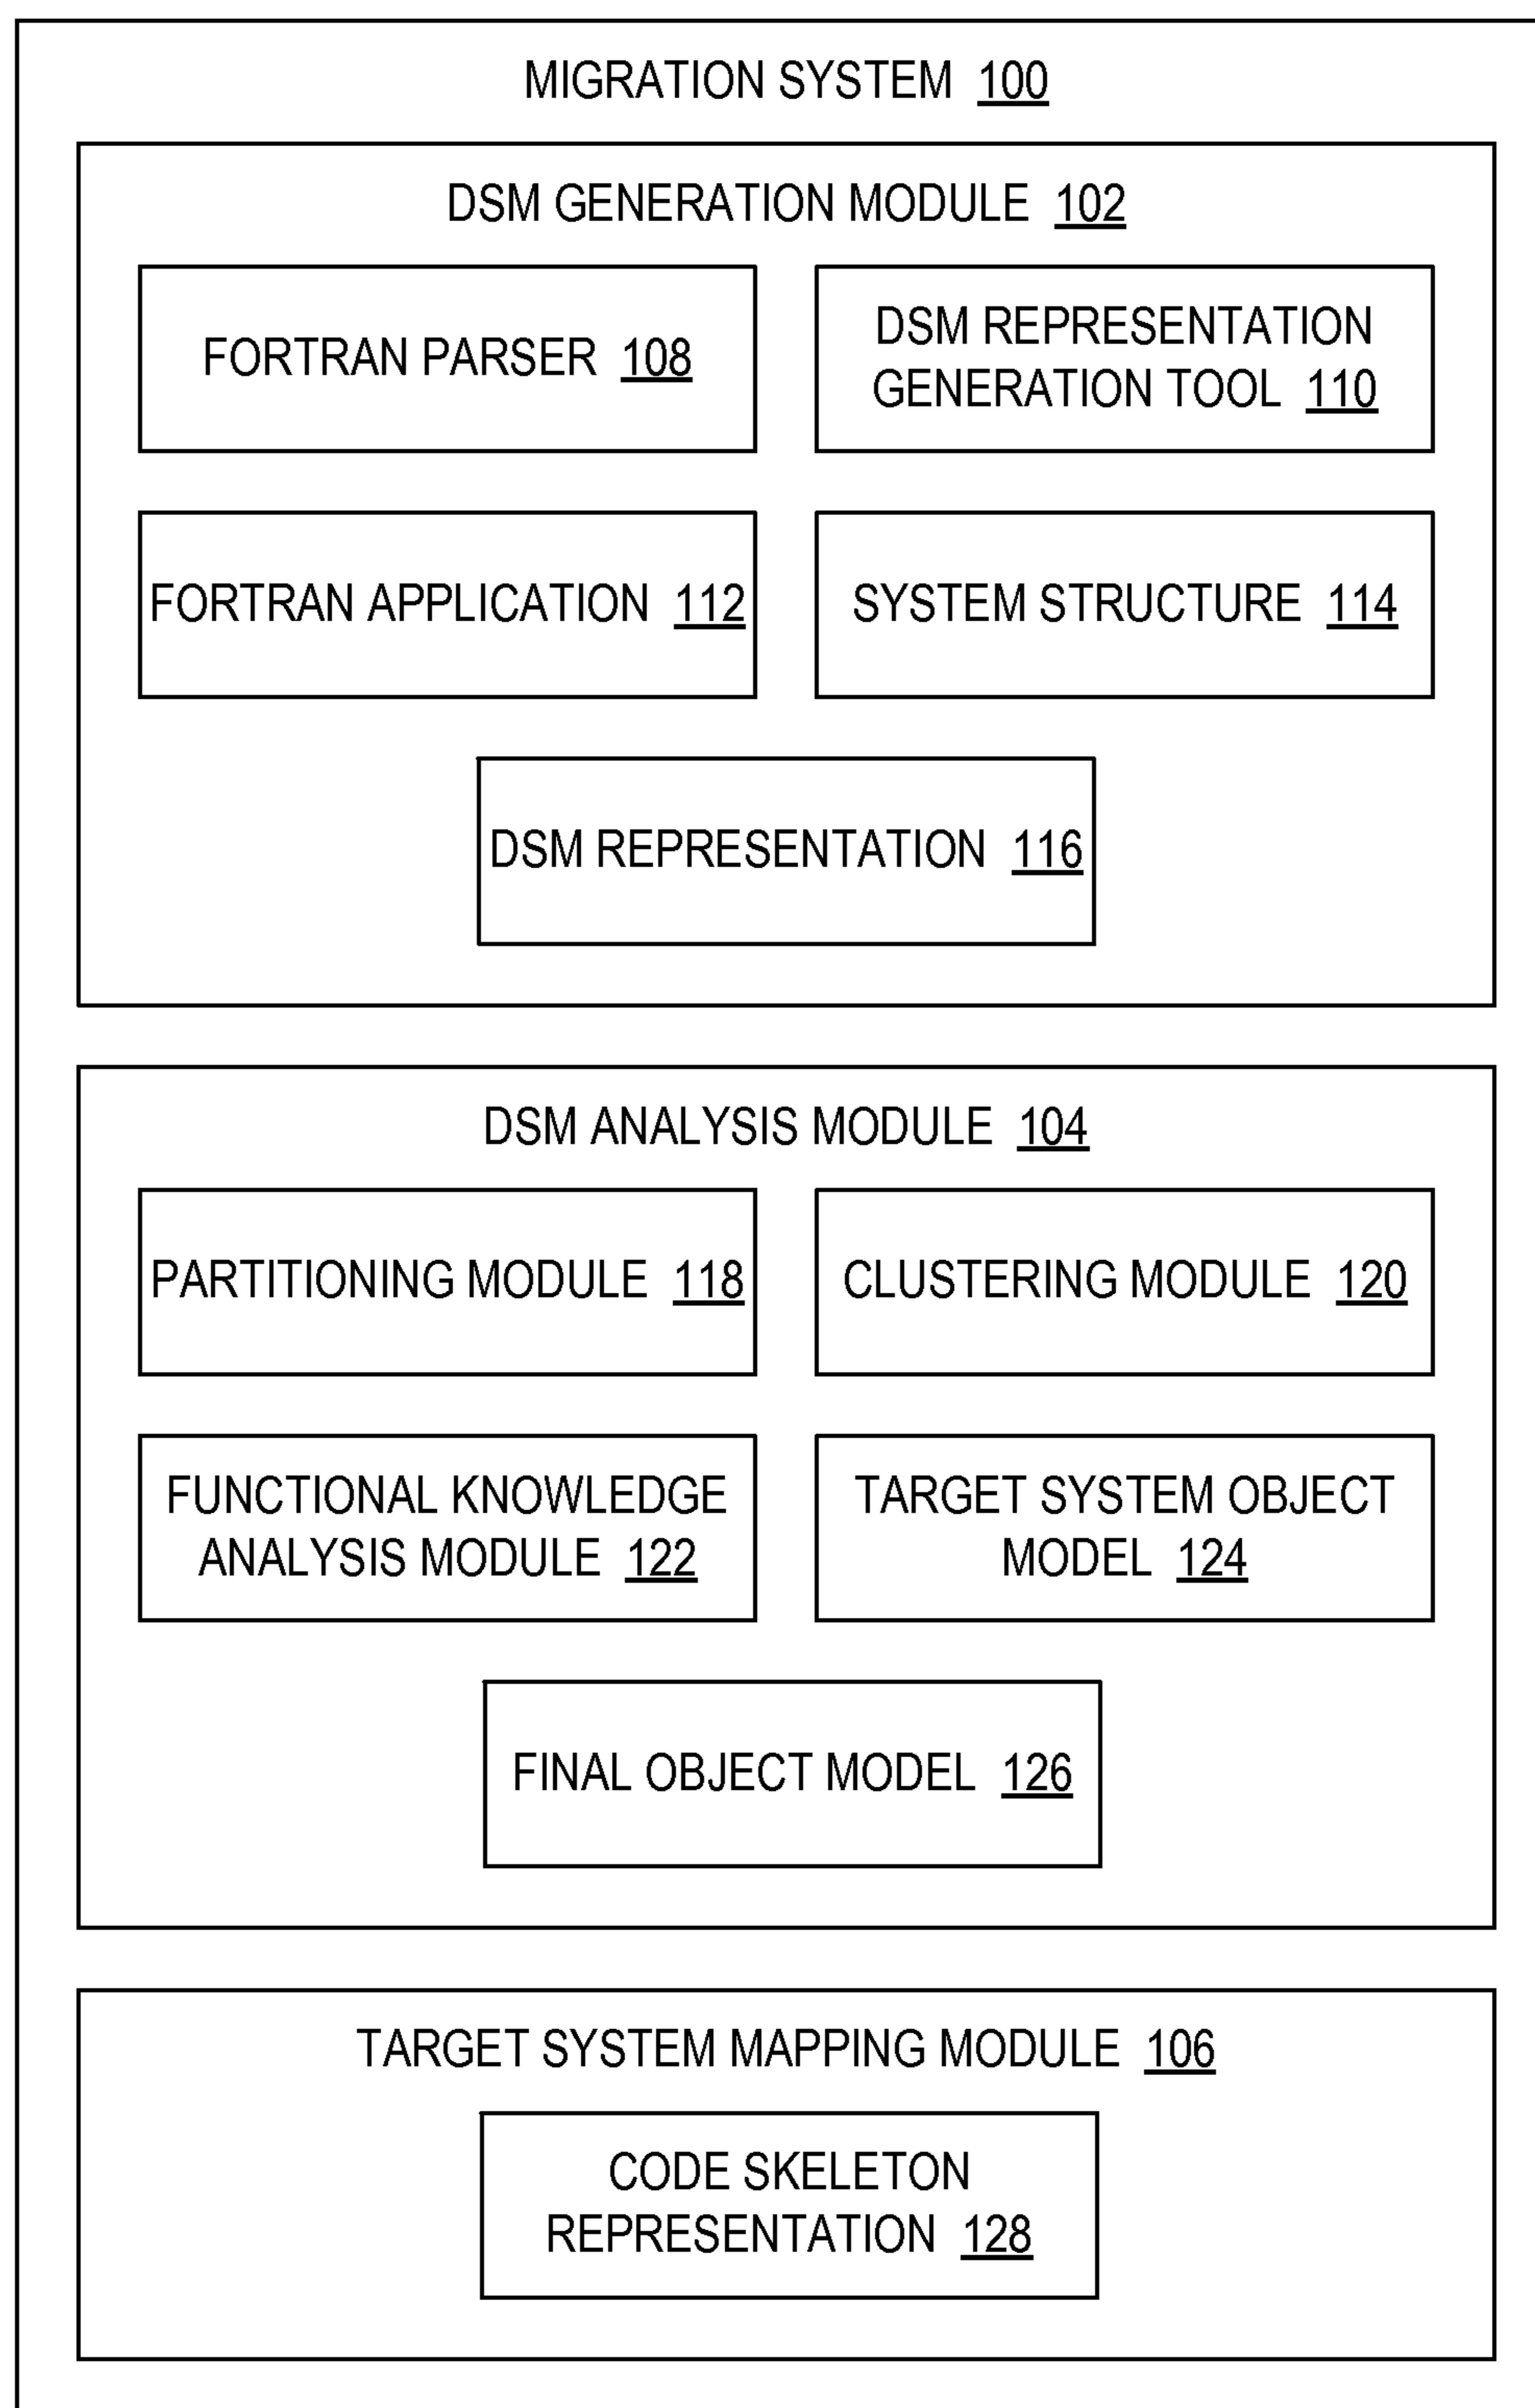 MIGRATION SYSTEM 100
DSM GENERATION MODULE 102
FORTRAN PARSER 108
DSM REPRESENTATION
GENERATION TOOL 110
FORTRAN APPLICATION 112
SYSTEM STRUCTURE 114
DSM REPRESENTATION 116
DSM ANALYSIS MODULE 104
PARTITIONING MODULE 118
CLUSTERING MODULE 120
FUNCTIONAL KNOWLEDGE
ANALYSIS MODULE 122
TARGET SYSTEM OBJECT
MODEL 124
FINAL OBJECT MODEL 126
TARGET SYSTEM MAPPING MODULE 106
CODE SKELETON
REPRESENTATION 128